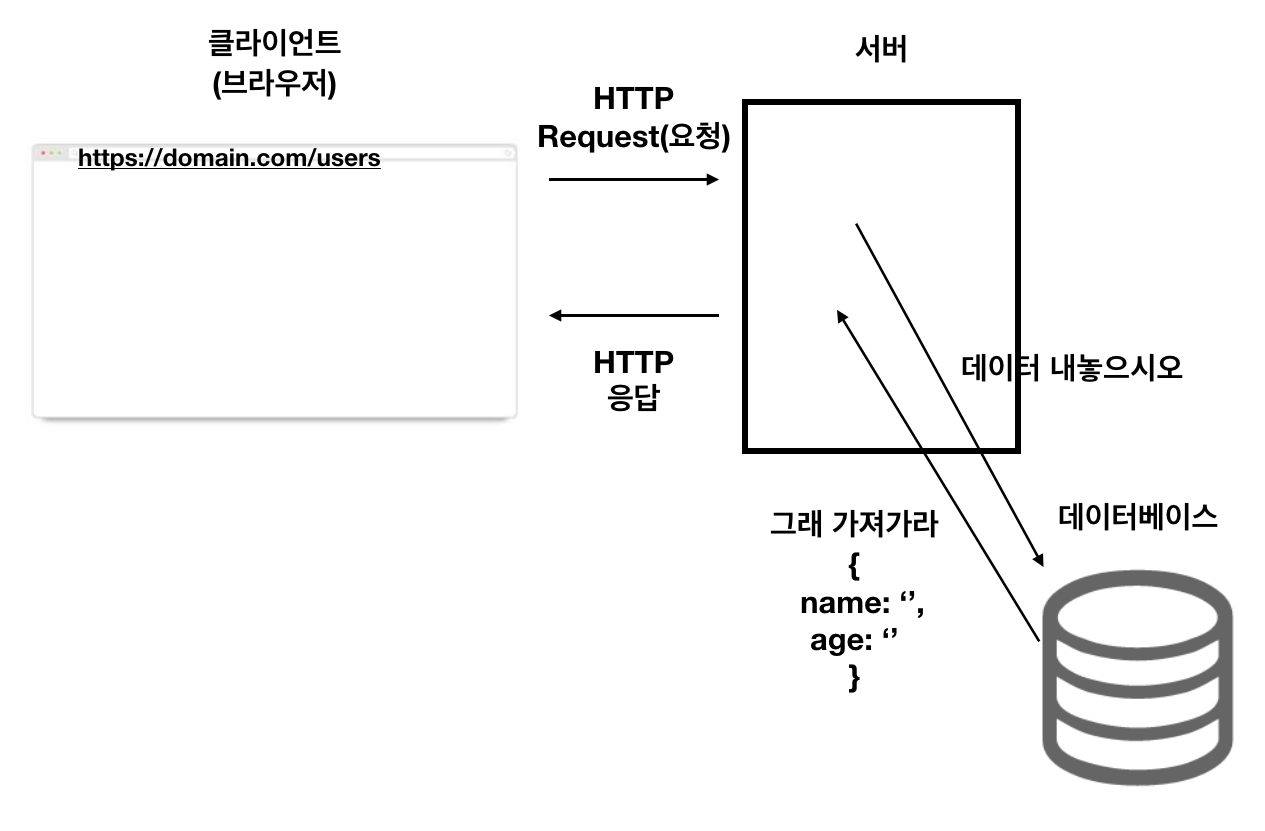 클라이언트
(브라우저)
https://domain.com/users
HTTP
Request(요청)
HTTP
응답
서버
데이터 내놓으시오
그래 가져가라
{
name: ‘’,
age: ‘’
}
데이터베이스